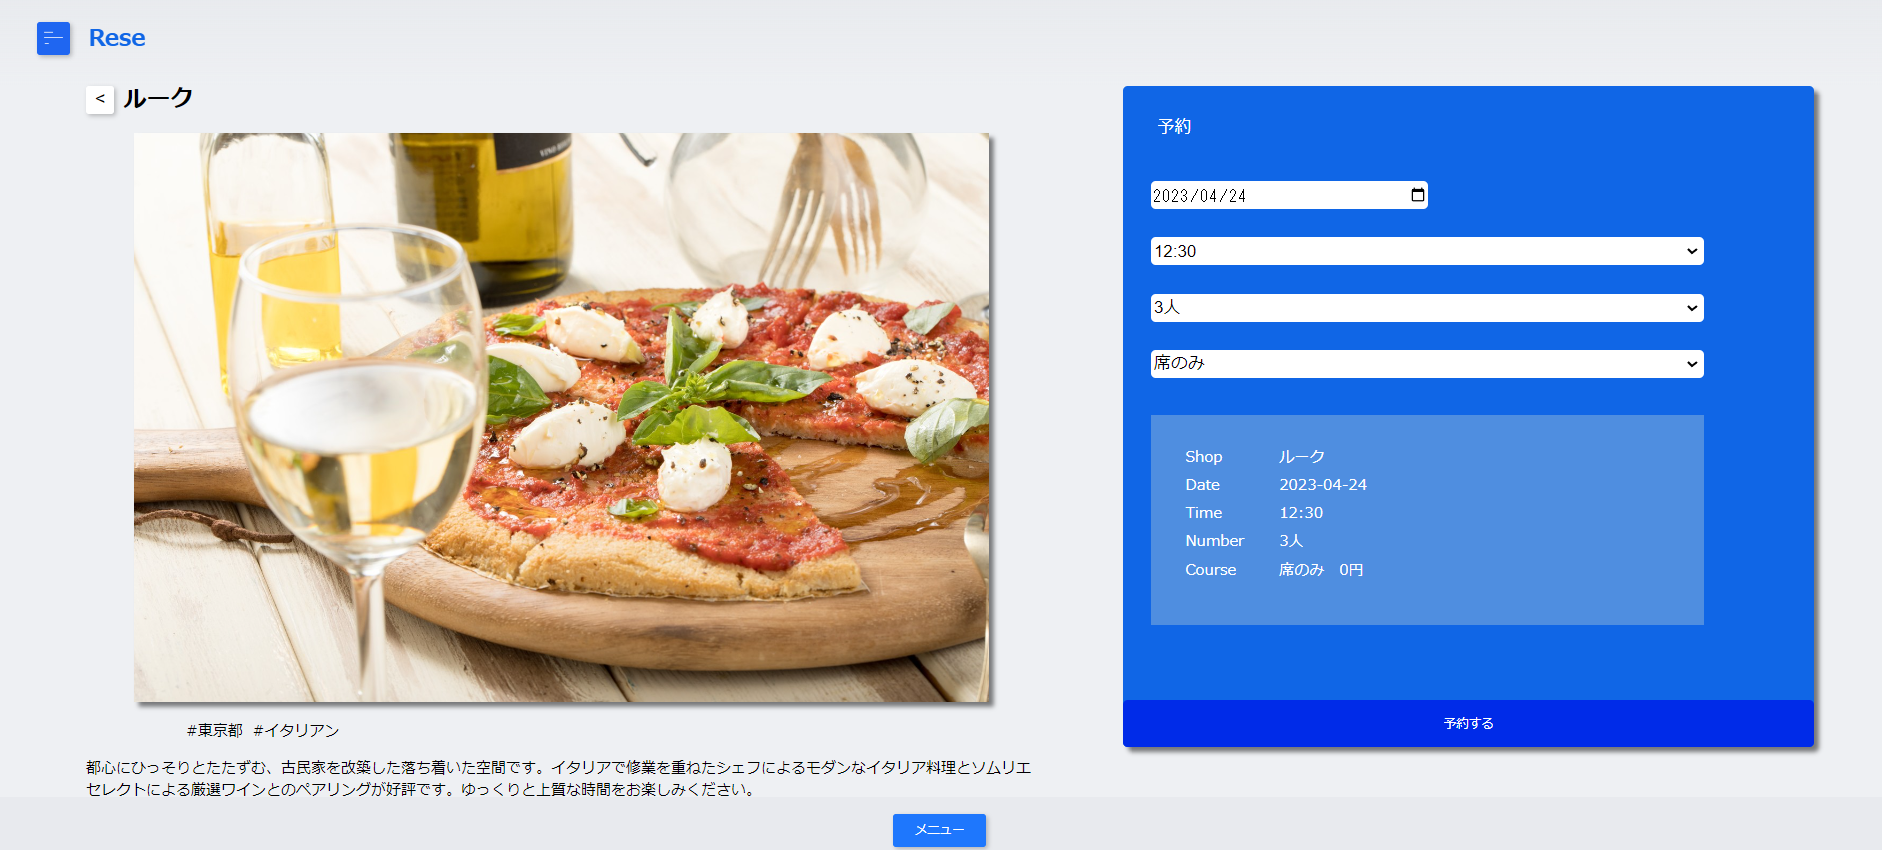 Rese
< ルーク
#東京都 #イタリアン
都心にひっそりとたたずむ、古民家を改築した落ち着いた空間です。イタリアで修業を重ねたシェフによるモダンなイタリア料理とソムリエ
セレクトによる厳選ワインとのペアリングが好評です。ゆっくりと上質な時間をお楽しみください。
メニュー
予約
2023/04/24
12:30
3人
席のみ
Shop ルーク
Date 2023-04-24
Time 12:30
Number 3人
Course 席のみ 0円
予約する